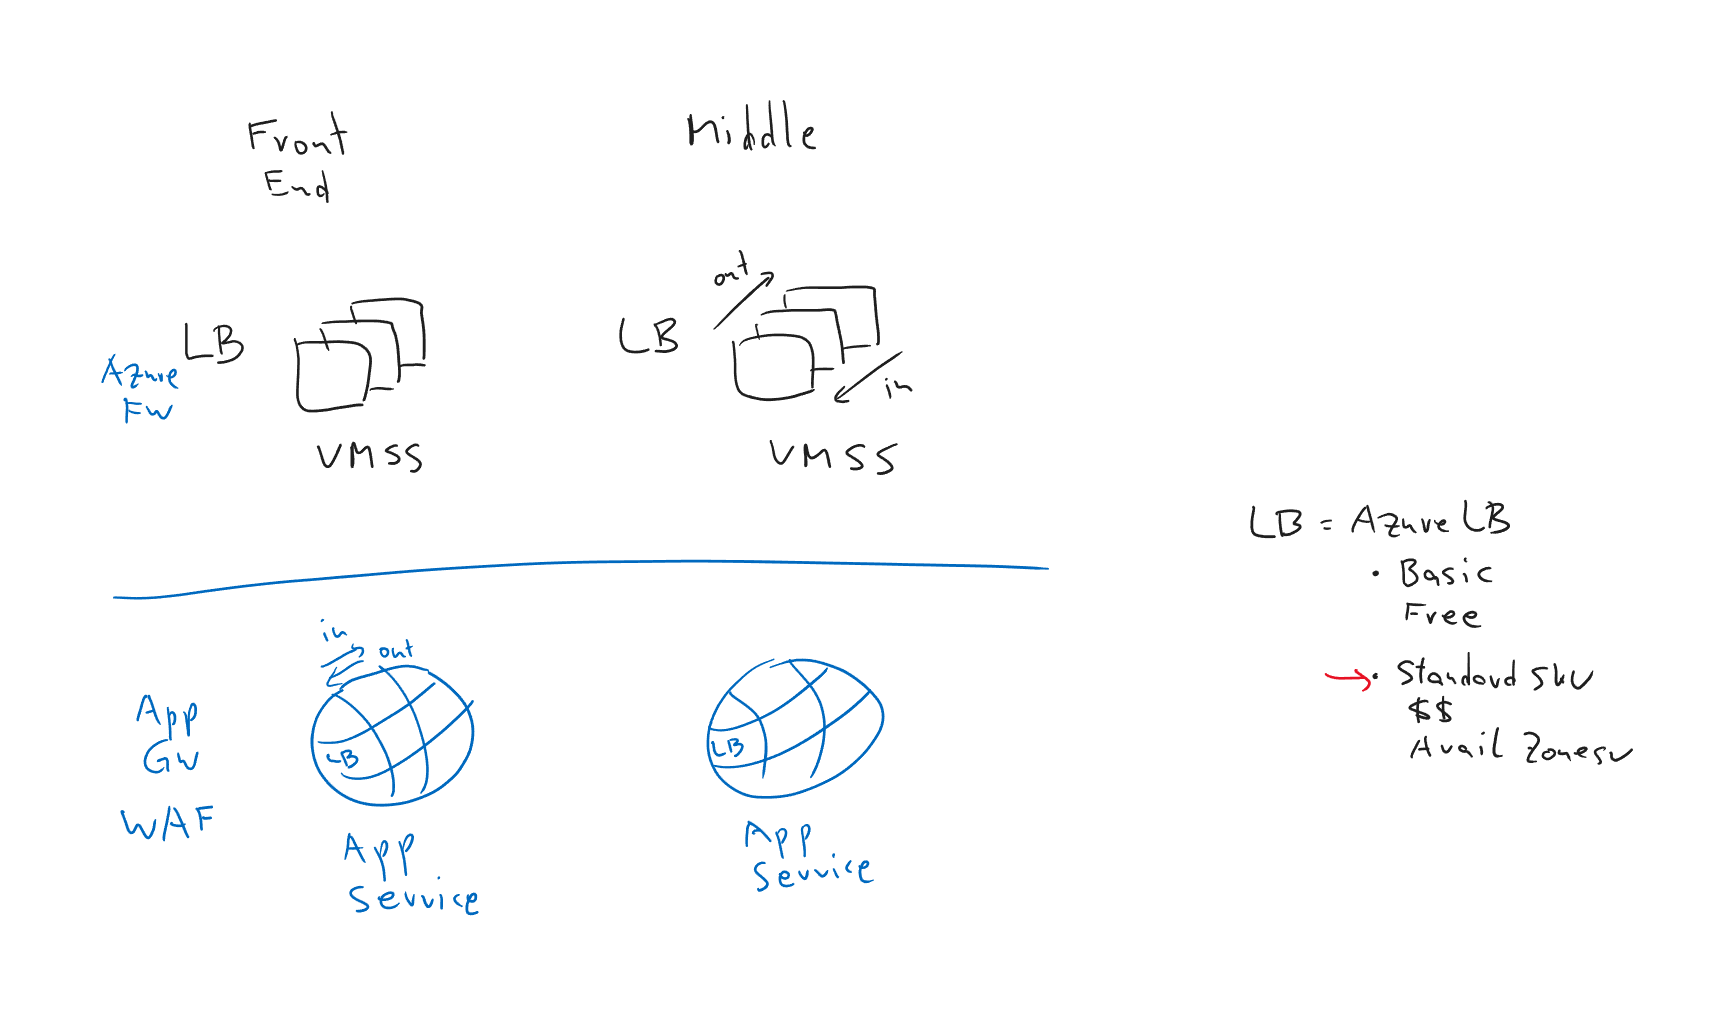 Front
End
Middle
LB
Azure
FW
VMSS
LB
out
in
VMSS
LB = Azure LB
• Basic
Free
• Standard SKU
$$
Avail Zones
in
out
App
GW
WAF
LB
App
Service
LB
App
Service